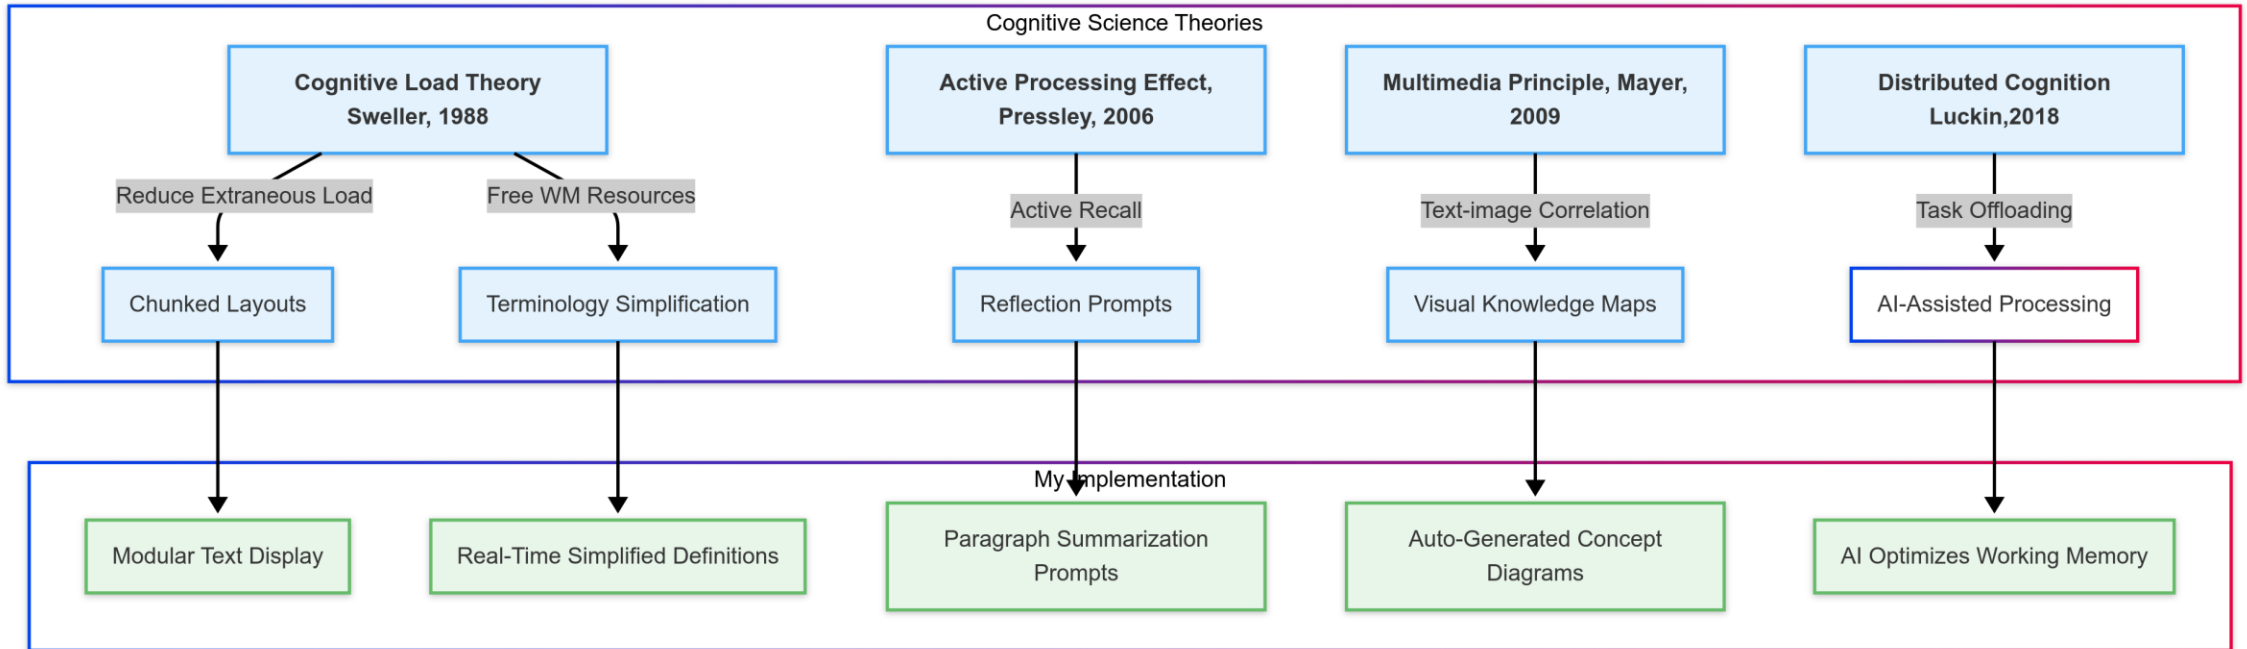 Cognitive Science Theories
Cognitive Load Theory
Sweller, 1988
Active Processing Effect,
Pressley, 2006
Multimedia Principle, Mayer,
2009
Distributed Cognition
Luckin,2018
Reduce Extraneous Load
Free WM Resources
Active Recall
Text-image Correlation
Task Offloading
Chunked Layouts
Terminology Simplification
Reflection Prompts
Visual Knowledge Maps
AI-Assisted Processing
My Implementation
Modular Text Display
Real-Time Simplified Definitions
Paragraph Summarization
Prompts
Auto-Generated Concept
Diagrams
AI Optimizes Working Memory